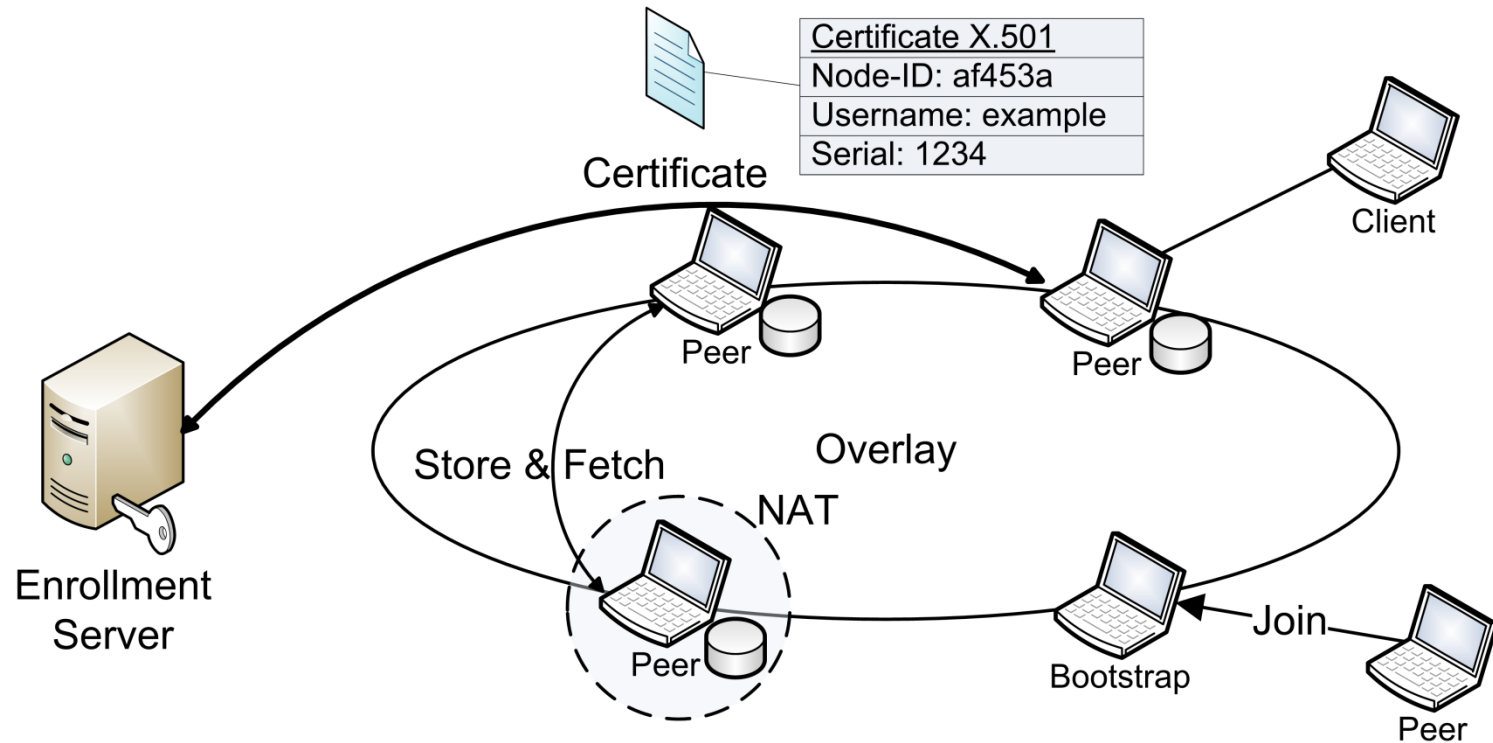 Certificate X.501
Node-ID: af453a
Username: example
Serial: 1234
Certificate
Client
Peer
Peer
Store & Fetch
Overlay
NAT
Enrollment
Server
Peer
Bootstrap
Join
Peer